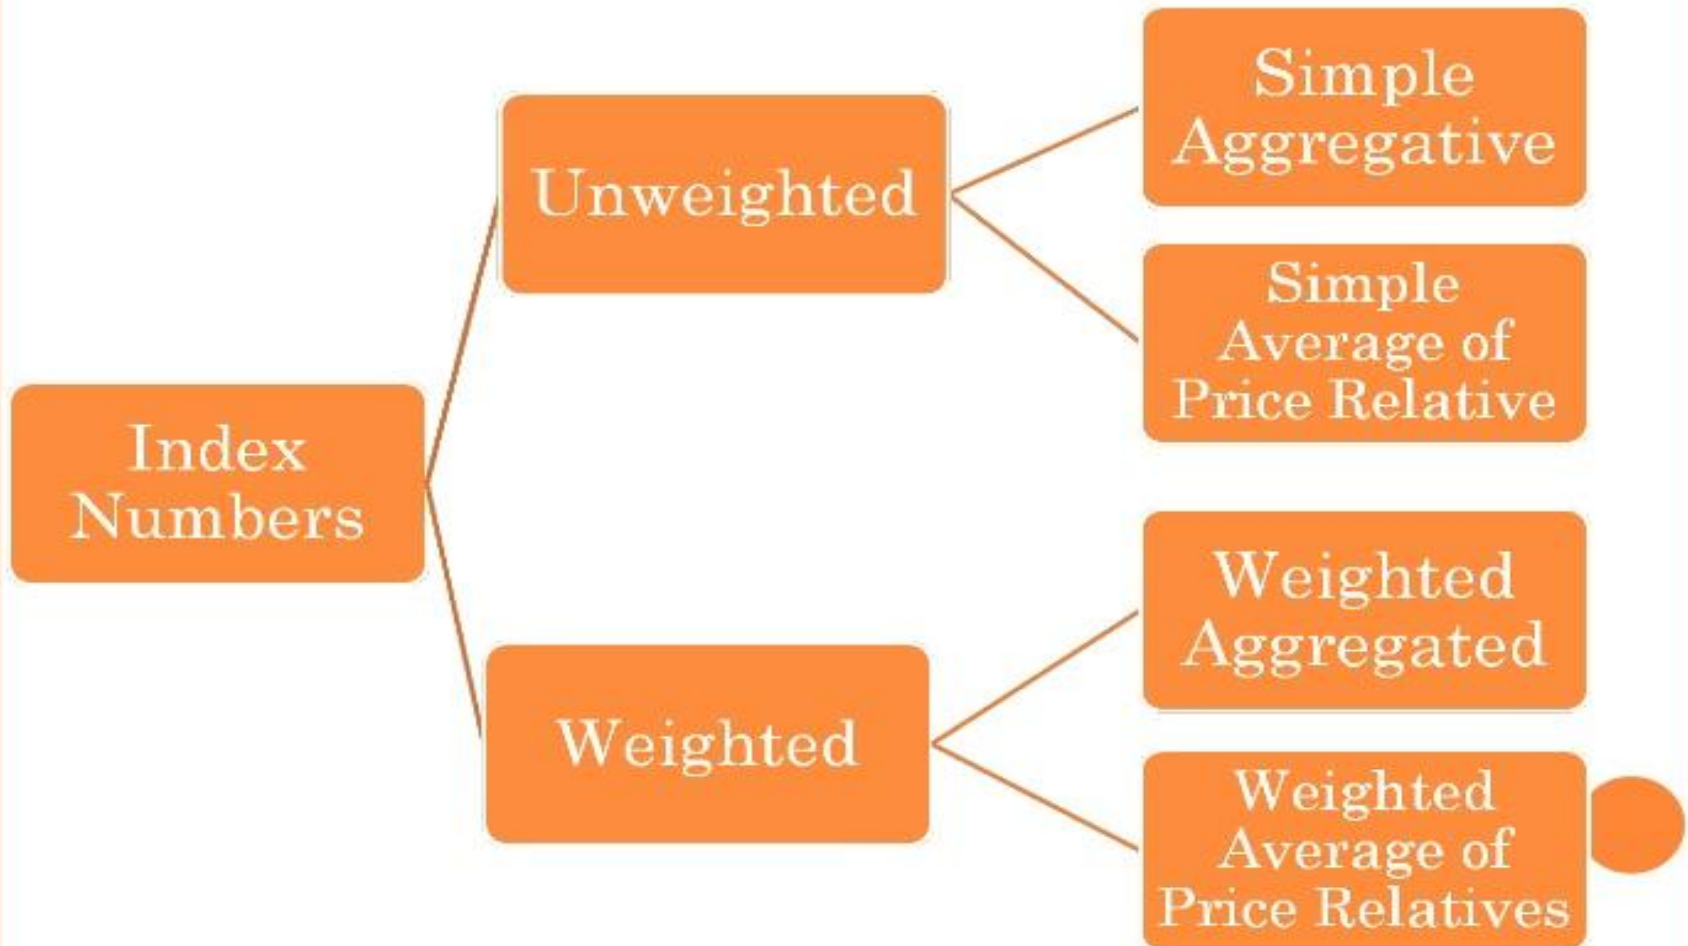 Index
Numbers
Unweighted
Simple
Aggregative
Simple
Average of
Price Relative
Weighted
Weighted
Aggregated
Weighted
Average of
Price Relatives